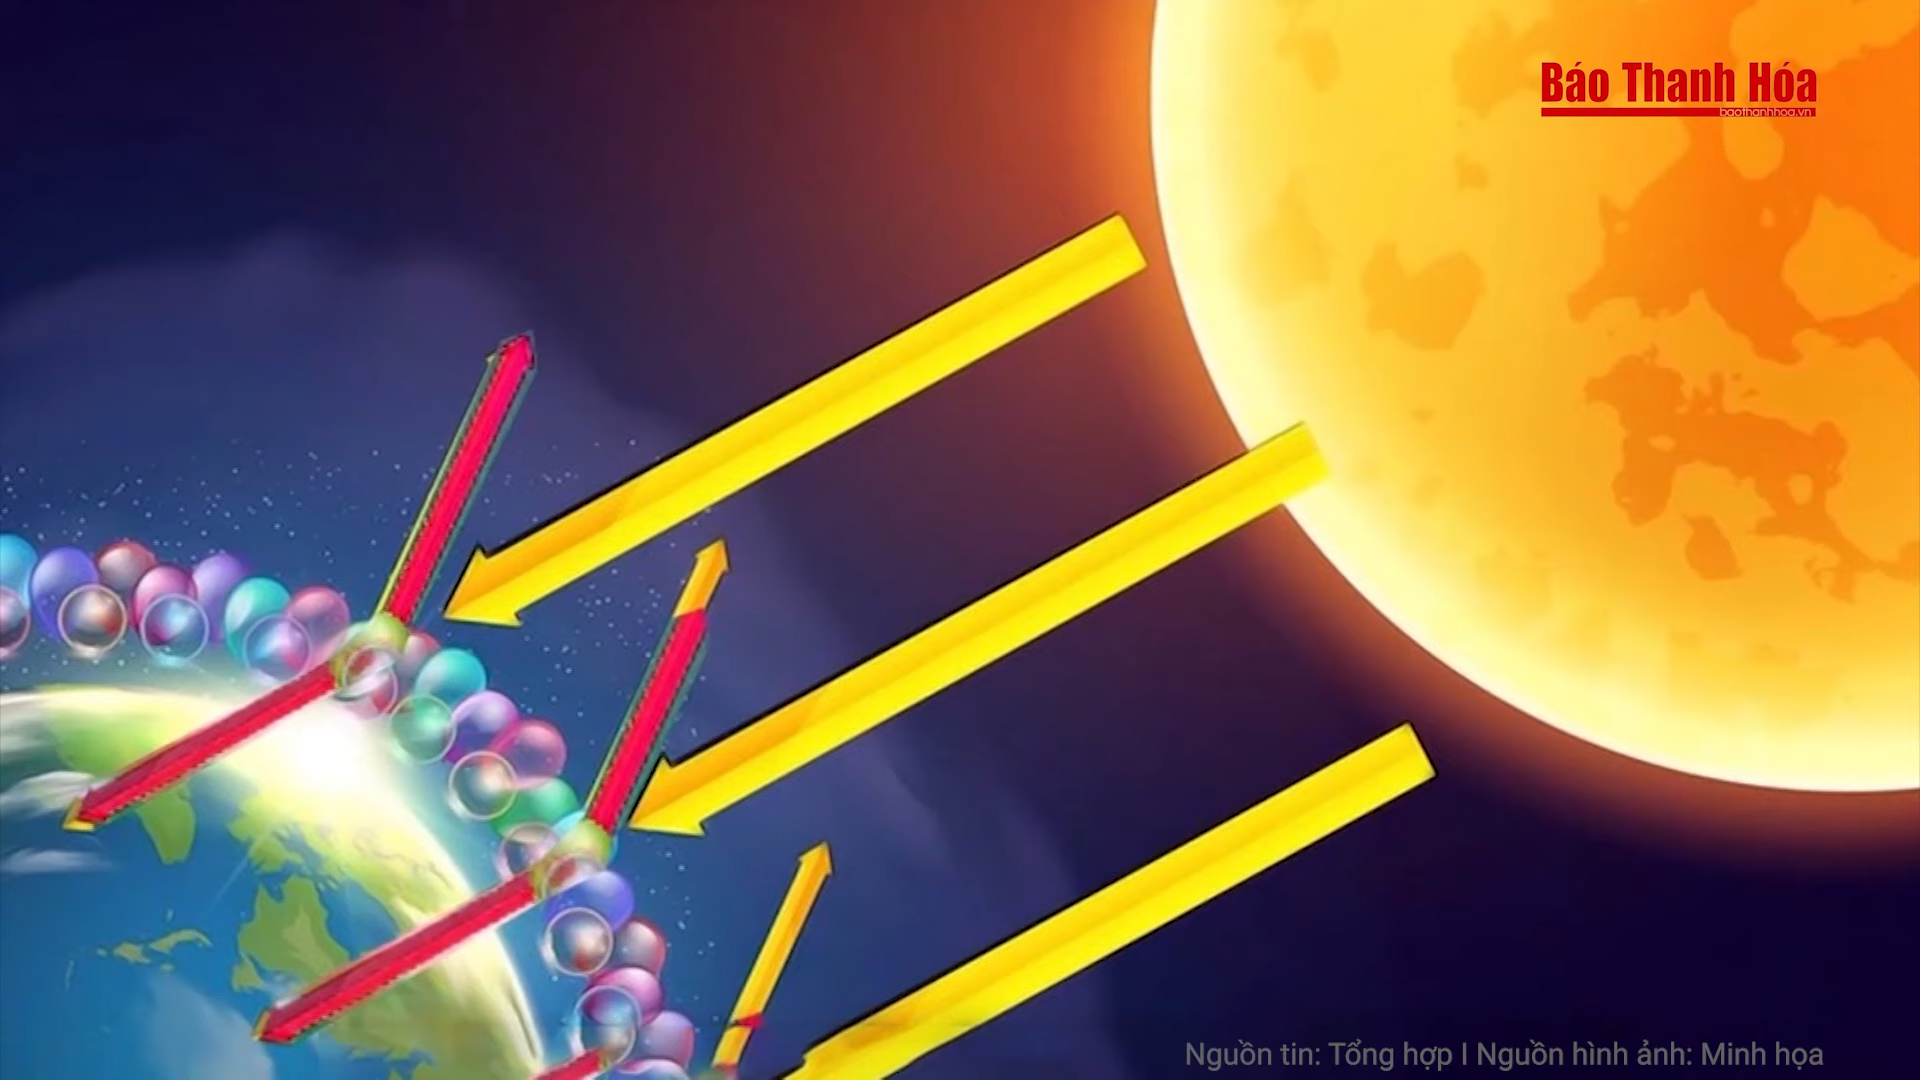 Báo Thanh Hóa
baothanhhoa.vn
Nguồn tin: Tổng hợp I Nguồn hình ảnh: Minh họa